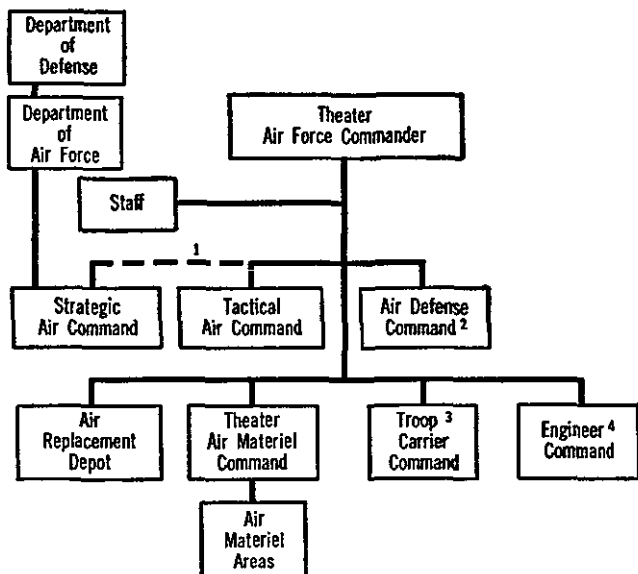 Department
of
Defense
Department
of
Air Force
Theater
Air Force Commander
Staff
1
Strategic
Air Command
Tactical
Air Command
Air Defense
Command 2
Air
Replacement
Depot
Theater
Air Materiel
Command
Troop 3
Carrier
Command
Engineer 4
Command
Air
Materiel
Areas